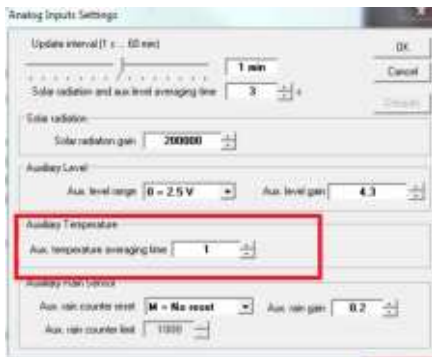 Analog Inputs Settings
Update interval (1 s ... 60 min)
OK
1 min
Cancel
Solar radiation and aux level averaging time 3 s
Solar radiation
Solar radiation gain 200000
Auxiliary Level
Aux. level range 0 - 2.5 V Aux. level gain 4.3
Auxiliary Temperature
Aux. temperature averaging time 1
Auxiliary Rain Sensor
Aux. rain counter reset M - No reset Aux. rain gain 0.2
Aux. rain counter limit 1000